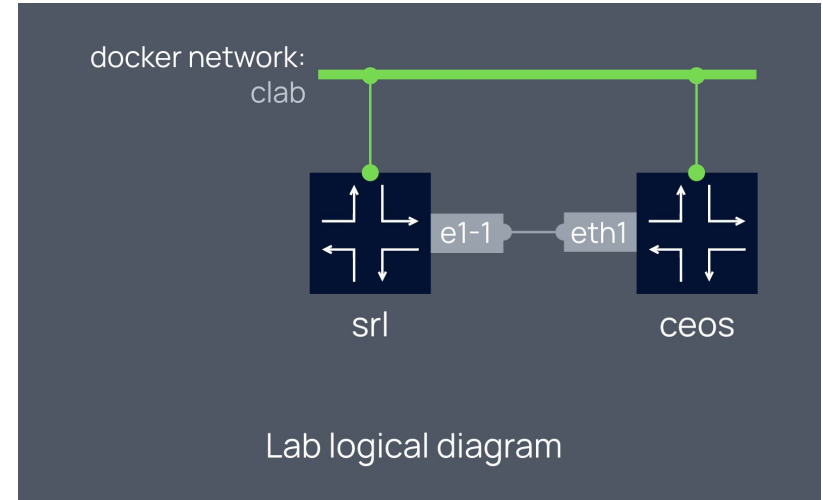 docker network:
clab
e1-1
eth1
srl
ceos
Lab logical diagram